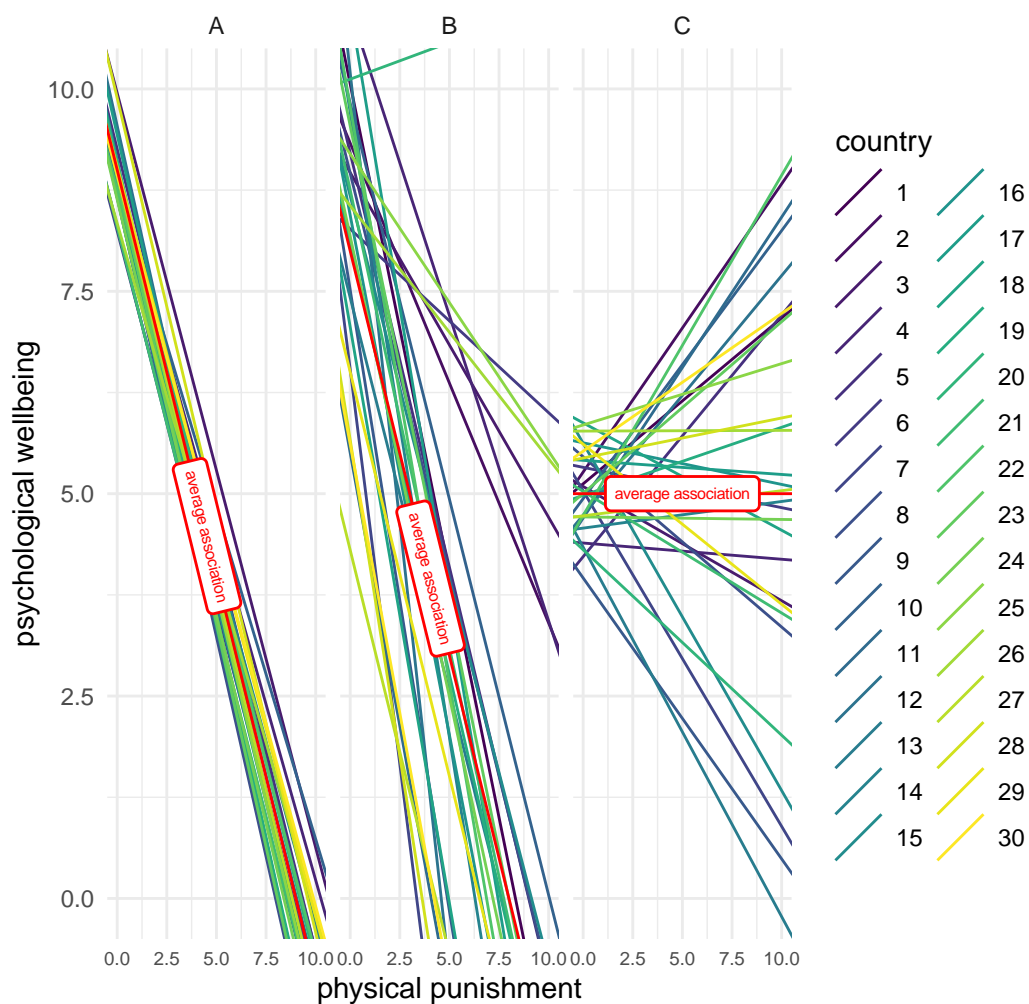 A B C
psychological wellbeing
10.0
7.5
5.0
2.5
0.0
average association
average association
average association
0.0 2.5 5.0 7.5 10.0 0.0 2.5 5.0 7.5 10.0 0.0 2.5 5.0 7.5 10.0
physical punishment
country
1 16
2 17
3 18
4 19
5 20
6 21
7 22
8 23
9 24
10 25
11 26
12 27
13 28
14 29
15 30